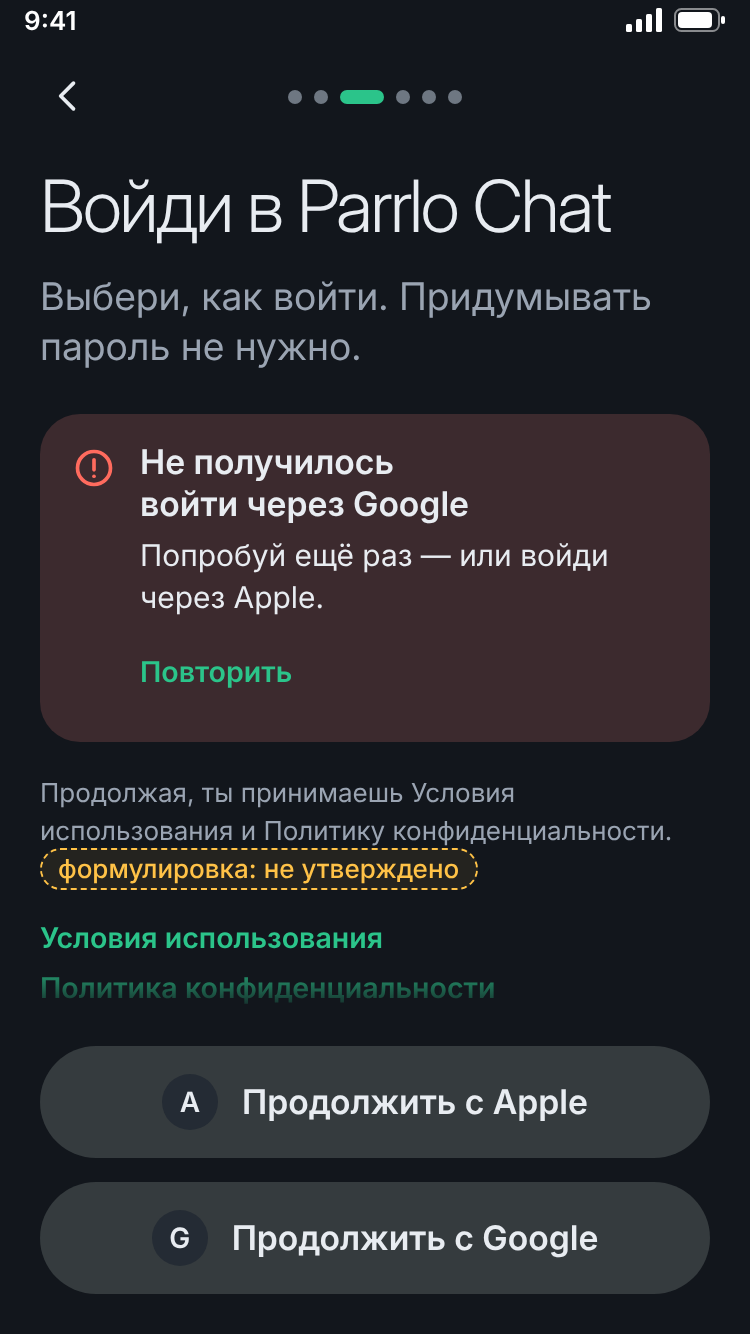 9:41
Войди в Parrlo Chat
Выбери, как войти. Придумывать
пароль не нужно.
Не получилось
войти через Google
Попробуй ещё раз — или войди
через Apple.
Повторить
Продолжая, ты принимаешь Условия
использования и Политику конфиденциальности.
формулировка: не утверждено
Условия использования
Политика конфиденциальности
A Продолжить с Apple
G Продолжить с Google